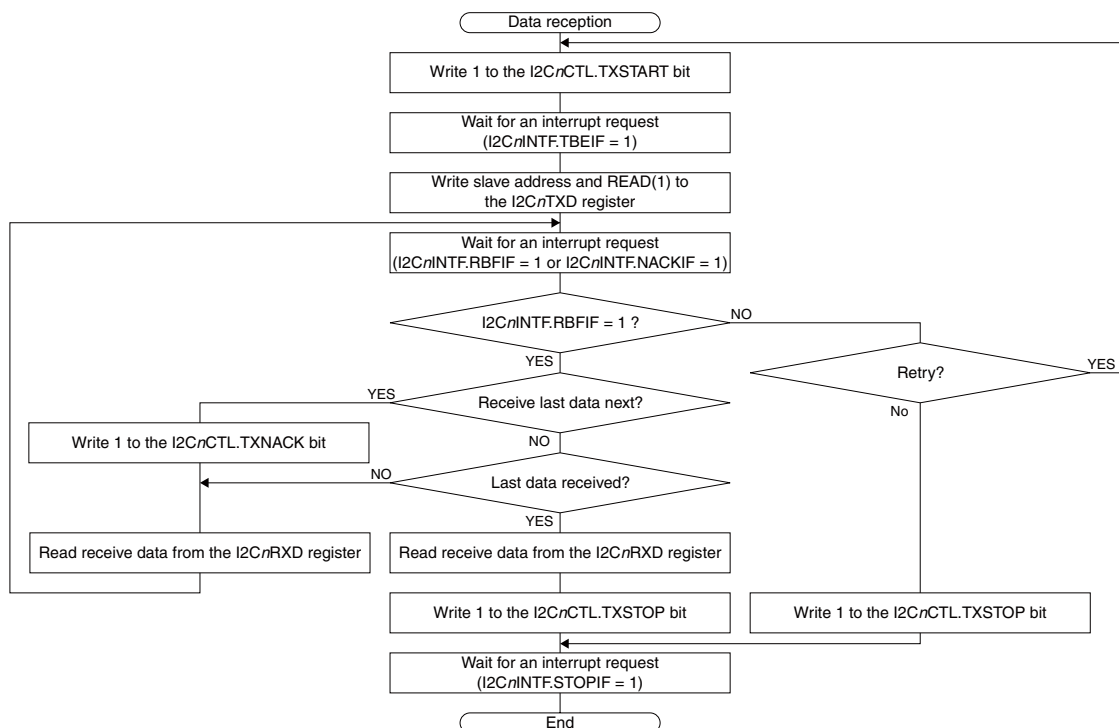 Data reception
Write 1 to the I2CnCTL.TXSTART bit
Wait for an interrupt request
(I2CnINTF.TBEIF = 1)
Write slave address and READ(1) to
the I2CnTXD register
Wait for an interrupt request
(I2CnINTF.RBFIF = 1 or I2CnINTF.NACKIF = 1)
I2CnINTF.RBFIF = 1 ?
NO
YES
Retry?
YES
No
YES
Receive last data next?
NO
Write 1 to the I2CnCTL.TXNACK bit
NO
Last data received?
YES
Read receive data from the I2CnRXD register
Read receive data from the I2CnRXD register
Write 1 to the I2CnCTL.TXSTOP bit
Write 1 to the I2CnCTL.TXSTOP bit
Wait for an interrupt request
(I2CnINTF.STOPIF = 1)
End